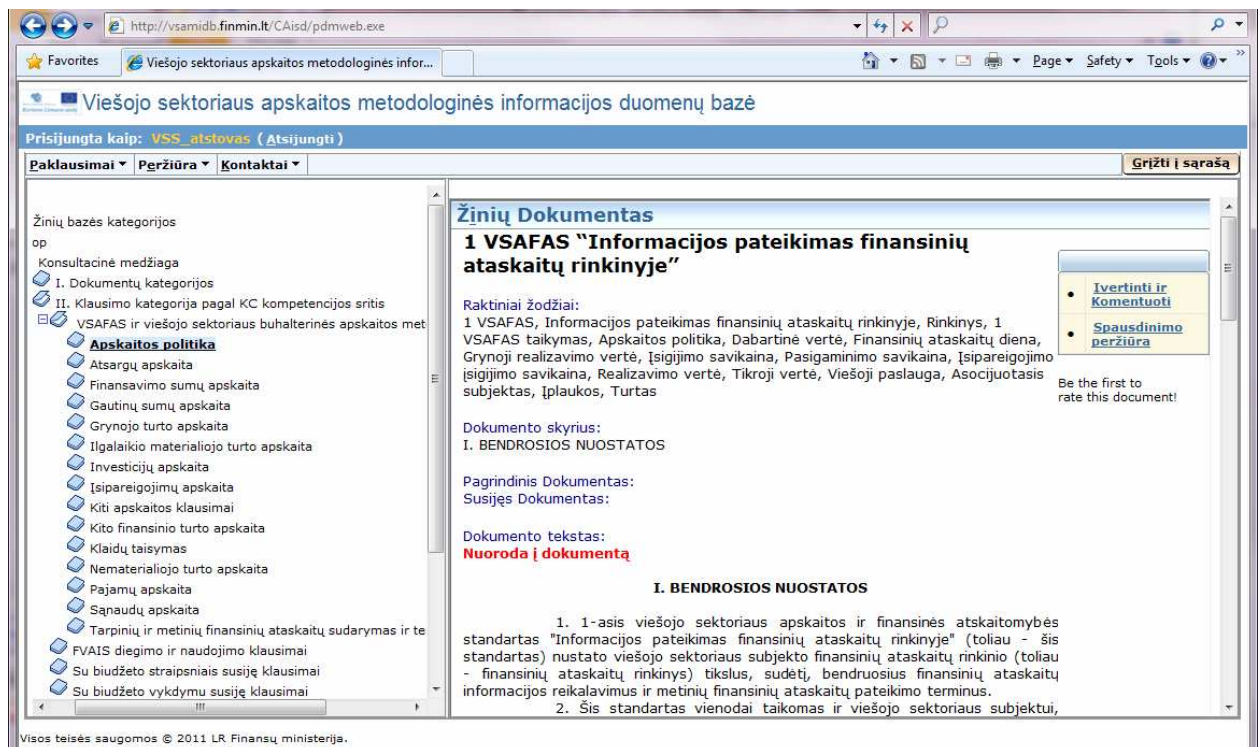 http://vsamidb.finmin.lt/CAisd/pdmweb.exe
Favorites
Viešojo sektoriaus apskaitos metodologinės infor...
Page
Safety
Tools
Viešojo sektoriaus apskaitos metodologinės informacijos duomenų bazė
Prisijungta kaip: VSS_atstovas ( Atsijungti )
Paklausimai
Peržiūra
Kontaktai
Grįžti į sąrašą
Žinių bazės kategorijos
op
Konsultacinė medžiaga
I. Dokumentų kategorijos
II. Klausimo kategorija pagal KC kompetencijos sritis
VSAFAS ir viešojo sektoriaus buhalterinės apskaitos met
Apskaitos politika
Atsargų apskaita
Finansavimo sumų apskaita
Gautinų sumų apskaita
Grynojo turto apskaita
Ilgalaikio materialiojo turto apskaita
Investicijų apskaita
Įsipareigojimų apskaita
Kiti apskaitos klausimai
Kito finansinio turto apskaita
Klaidų taisymas
Nematerialiojo turto apskaita
Pajamų apskaita
Sąnaudų apskaita
Tarpinių ir metinių finansinių ataskaitų sudarymas ir te
FVAIS diegimo ir naudojimo klausimai
Su biudžeto straipsniais susiję klausimai
Su biudžeto vykdymu susiję klausimai
Žinių Dokumentas
1 VSAFAS “Informacijos pateikimas finansinių
ataskaitų rinkinyje”
Raktiniai žodžiai:
1 VSAFAS, Informacijos pateikimas finansinių ataskaitų rinkinyje, Rinkinys, 1
VSAFAS taikymas, Apskaitos politika, Dabartinė vertė, Finansinių ataskaitų diena,
Grynoji realizavimo vertė, Įsigijimo savikaina, Pasigaminimo savikaina, Įsipareigojimo
įsigijimo savikaina, Realizavimo vertė, Tikroji vertė, Viešoji paslauga, Asocijuotasis
subjektas, Įplaukos, Turtas
Dokumento skyrius:
I. BENDROSIOS NUOSTATOS
Pagrindinis Dokumentas:
Susijęs Dokumentas:
Dokumento tekstas:
Nuoroda į dokumentą
I. BENDROSIOS NUOSTATOS
1. 1-asis viešojo sektoriaus apskaitos ir finansinės atskaitomybės
standartas "Informacijos pateikimas finansinių ataskaitų rinkinyje" (toliau - šis
standartas) nustato viešojo sektoriaus subjekto finansinių ataskaitų rinkinio (toliau
- finansinių ataskaitų rinkinys) tikslus, sudėtį, bendruosius finansinių ataskaitų
informacijos reikalavimus ir metinių finansinių ataskaitų pateikimo terminus.
2. Šis standartas vienodai taikomas ir viešojo sektoriaus subjektui,
Ivertinti ir
Komentuoti
Spausdinimo
peržiūra
Be the first to
rate this document!
Visos teisės saugomos © 2011 LR Finansų ministerija.